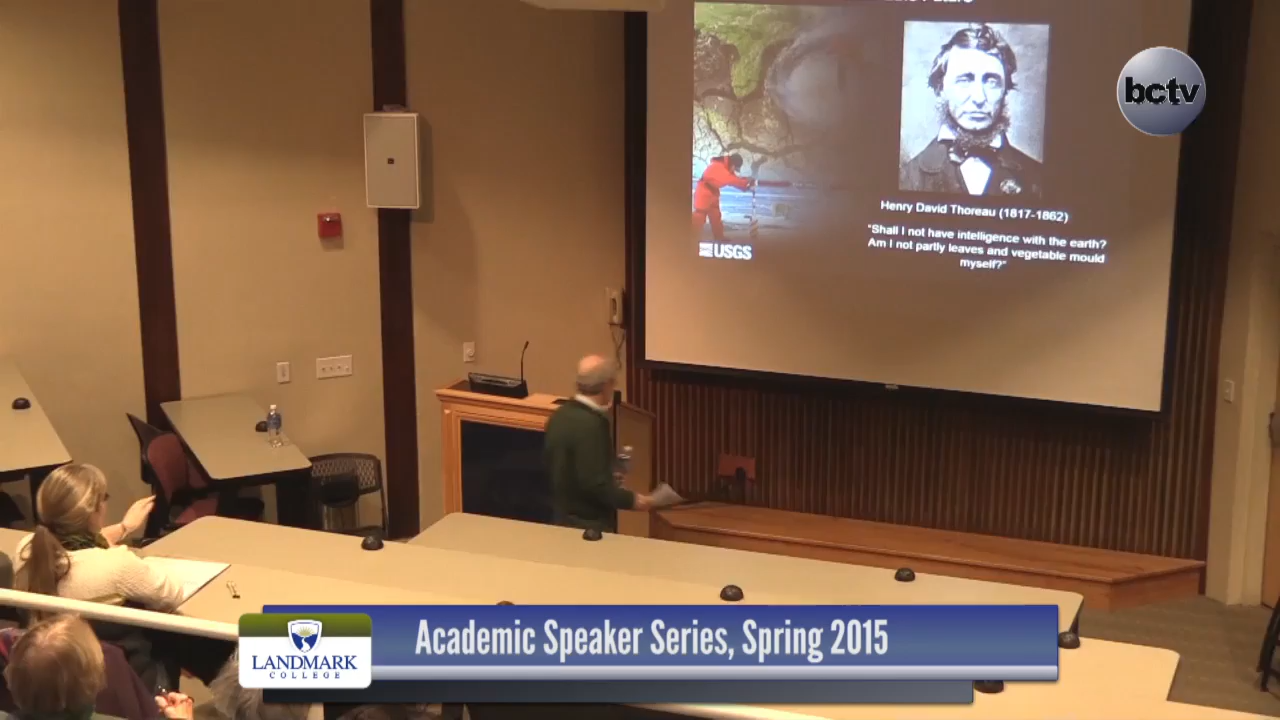 bctv
Henry David Thoreau (1817-1862)
"Shall I not have intelligence with the earth?
Am I not partly leaves and vegetable mould
myself?"
USGS
Academic Speaker Series, Spring 2015
LANDMARK
COLLEGE